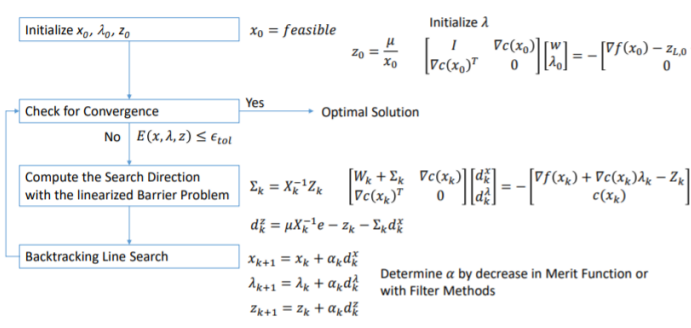 Initialize x₀, λ₀, z₀
x₀ = feasible
Initialize λ
z₀ = μ / x₀
[I ∇c(x₀); ∇c(x₀)ᵀ 0] [w; λ₀] = − [∇f(x₀) − z_{L,0}; 0]
Check for Convergence
Yes
Optimal Solution
No E(x, λ, z) ≤ ϵ_{tol}
Compute the Search Direction
with the linearized Barrier Problem
Σₖ = Xₖ⁻¹Zₖ
[Wₖ + Σₖ ∇c(xₖ); ∇c(xₖ)ᵀ 0] [dₖˣ; dₖ^λ] = − [∇f(xₖ) + ∇c(xₖ)λₖ − Zₖ; c(xₖ)]
dₖᶻ = μXₖ⁻¹e − zₖ − Σₖdₖˣ
Backtracking Line Search
xₖ₊₁ = xₖ + αₖdₖˣ
λₖ₊₁ = λₖ + αₖdₖ^λ
zₖ₊₁ = zₖ + αₖdₖᶻ
Determine α by decrease in Merit Function or
with Filter Methods